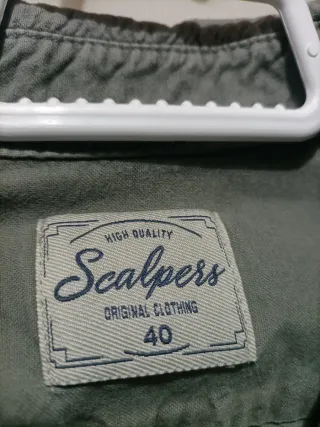 HIGH QUALITY
Scalpers
ORIGINAL CLOTHING
40